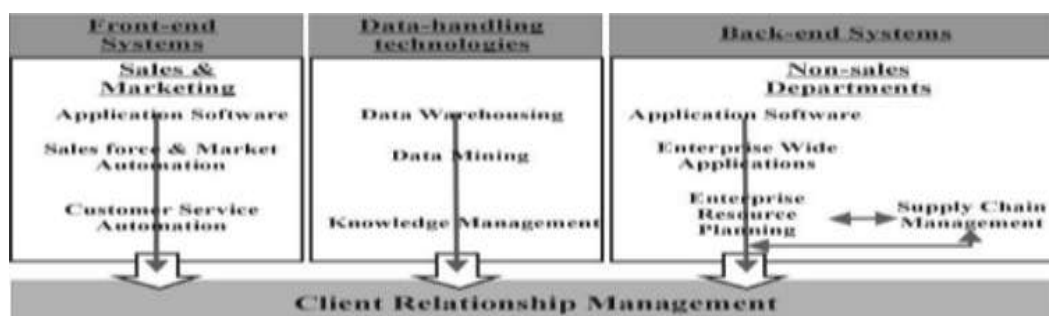 Front-end
Systems
Sales &
Marketing
Application Software
Sales force & Market
Automation
Customer Service
Automation
Data-handling
technologies
Data Warehousing
Data Mining
Knowledge Management
Back-end Systems
Non-sales
Departments
Application Software
Enterprise Wide
Applications
Enterprise
Resource
Planning
Supply Chain
Management
Client Relationship Management